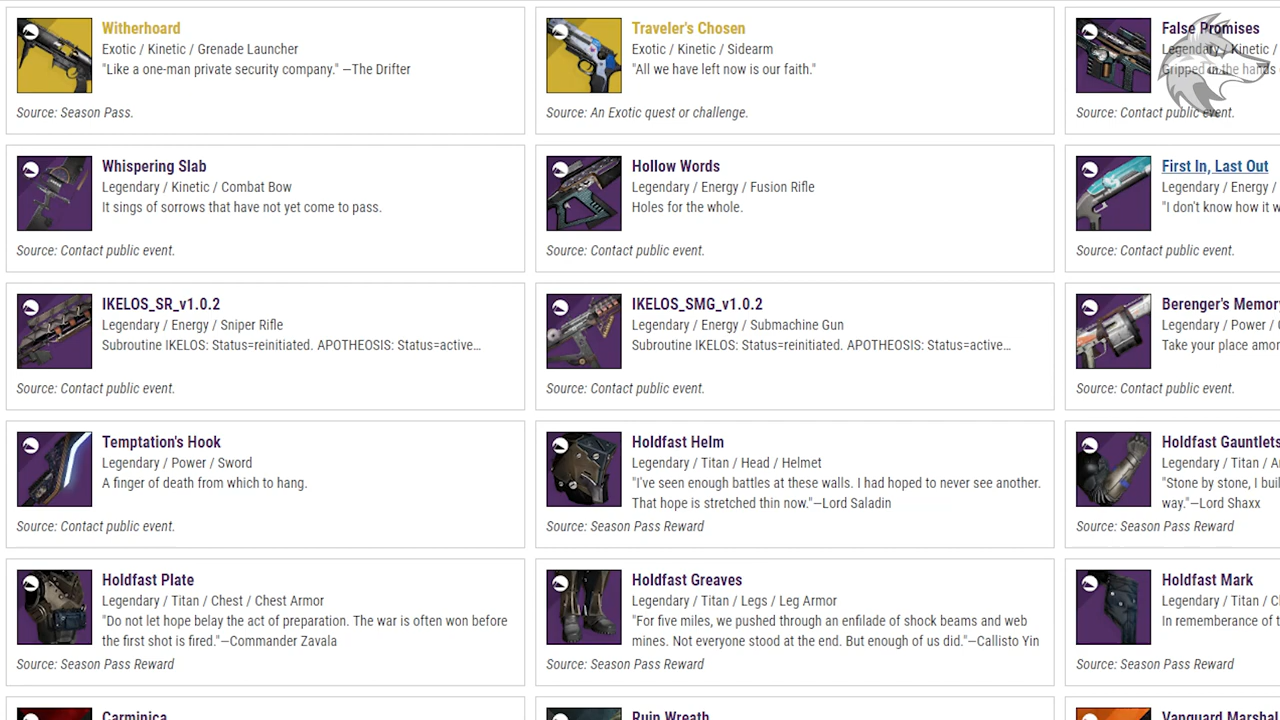 Witherhoard
Exotic / Kinetic / Grenade Launcher
"Like a one-man private security company." —The Drifter
Source: Season Pass.
Traveler's Chosen
Exotic / Kinetic / Sidearm
"All we have left now is our faith."
Source: An Exotic quest or challenge.
False Promises
Legendary / Kinetic /
Gripped in the hands
Source: Contact public event.
Whispering Slab
Legendary / Kinetic / Combat Bow
It sings of sorrows that have not yet come to pass.
Source: Contact public event.
Hollow Words
Legendary / Energy / Fusion Rifle
Holes for the whole.
Source: Contact public event.
First In, Last Out
Legendary / Energy /
"I don't know how it
Source: Contact public event.
IKELOS_SR_v1.0.2
Legendary / Energy / Sniper Rifle
Subroutine IKELOS: Status=reinitiated. APOTHEOSIS: Status=active...
Source: Contact public event.
IKELOS_SMG_v1.0.2
Legendary / Energy / Submachine Gun
Subroutine IKELOS: Status=reinitiated. APOTHEOSIS: Status=active...
Source: Contact public event.
Berenger's Memory
Legendary / Power /
Take your place
Source: Contact public event.
Temptation's Hook
Legendary / Power / Sword
A finger of death from which to hang.
Source: Contact public event.
Holdfast Helm
Legendary / Titan / Head / Helmet
"I've seen enough battles at these walls. I had hoped to never see another.
That hope is stretched thin now."—Lord Saladin
Source: Season Pass Reward
Holdfast Gauntlets
Legendary / Titan /
"Stone by stone, I
way."—Lord Shaxx
Source: Season Pass Reward
Holdfast Plate
Legendary / Titan / Chest / Chest Armor
"Do not let hope belay the act of preparation. The war is often won before
the first shot is fired."—Commander Zavala
Source: Season Pass Reward
Holdfast Greaves
Legendary / Titan / Legs / Leg Armor
"For five miles, we pushed through an enfilade of shock beams and web
mines. Not everyone stood at the end. But enough of us did."—Callisto Yin
Source: Season Pass Reward
Holdfast Mark
Legendary / Titan /
In rememberance of
Source: Season Pass Reward
Carminica
Ruin Wreath
Vanguard Marshal